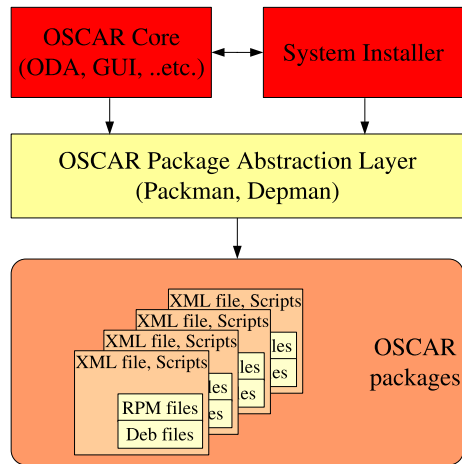 OSCAR Core
(ODA, GUI, ..etc.)
System Installer
OSCAR Package Abstraction Layer
(Packman, Depman)
XML file, Scripts
XML file, Scripts
XML file, Scripts
XML file, Scripts
RPM files
Deb files
OSCAR
packages